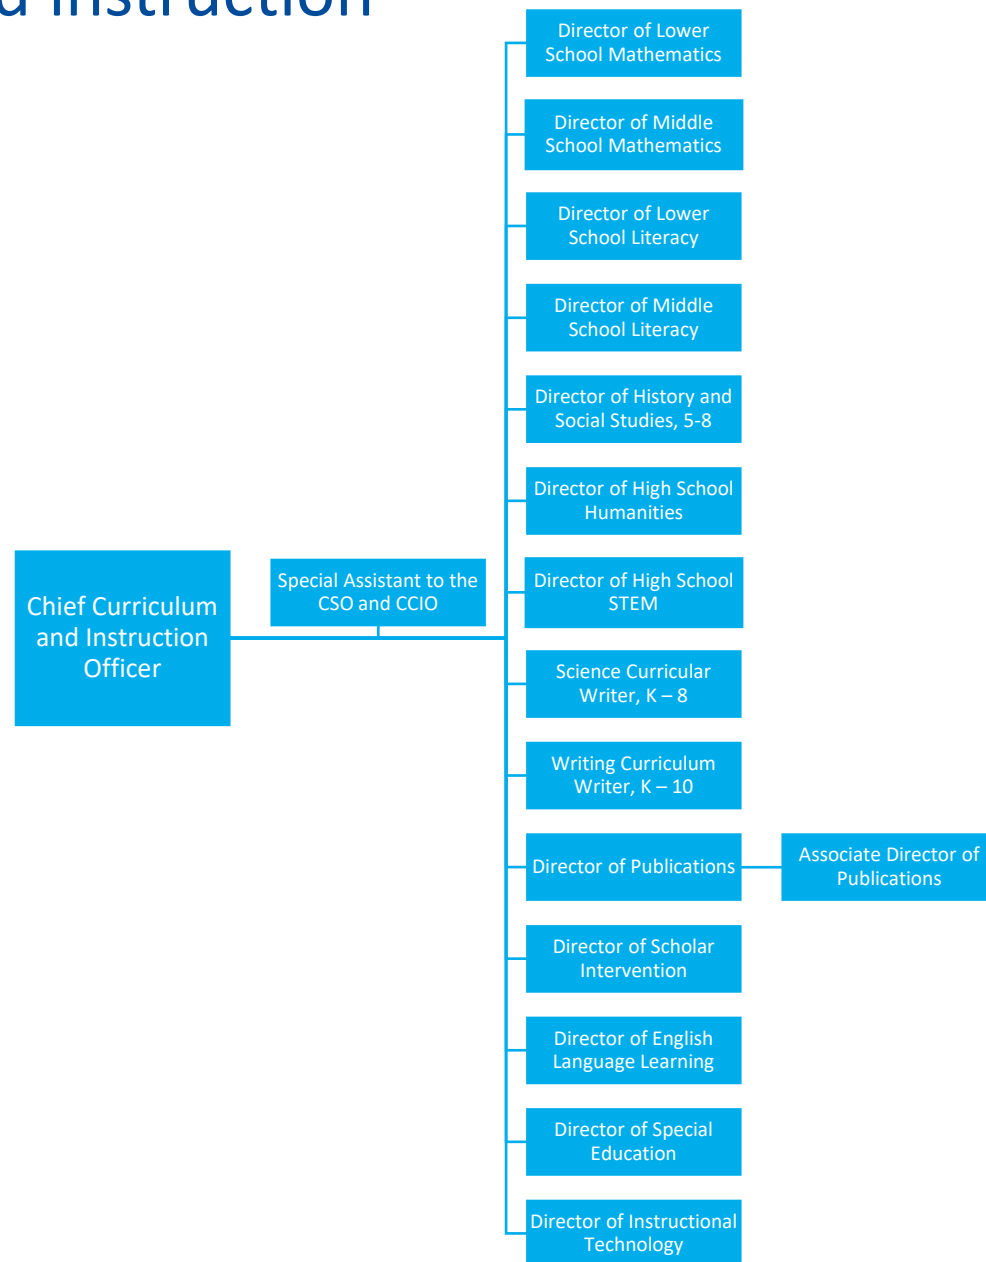 Instruction
Director of Lower
School Mathematics
Director of Middle
School Mathematics
Director of Lower
School Literacy
Director of Middle
School Literacy
Director of History and
Social Studies, 5-8
Director of High School
Humanities
Chief Curriculum
and Instruction
Officer
Special Assistant to the
CSO and CCIO
Director of High School
STEM
Science Curricular
Writer, K – 8
Writing Curriculum
Writer, K – 10
Director of Publications
Associate Director of
Publications
Director of Scholar
Intervention
Director of English
Language Learning
Director of Special
Education
Director of Instructional
Technology